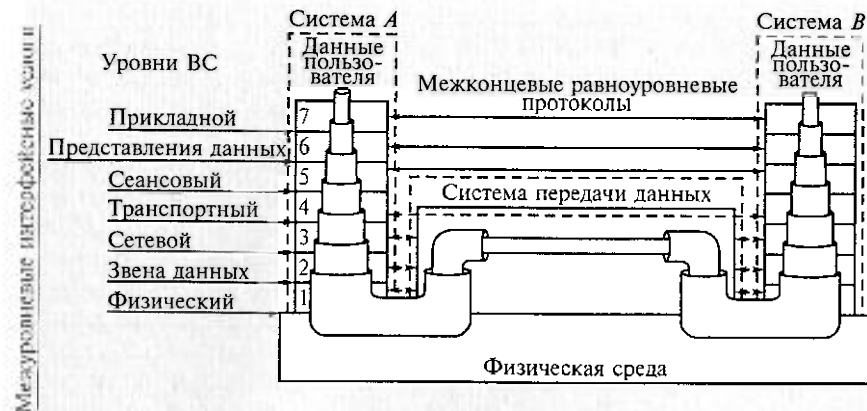 Система A
Система B
Данные
пользо-
вателя
Данные
пользо-
вателя
Уровни ВС
Межконцевые равноуровневые
протоколы
Прикладной
7
Представления данных
6
Сеансовый
5
Система передачи данных
Транспортный
4
Сетевой
3
Звена данных
2
Физический
1
Физическая среда
Межуровневые интерфейсные